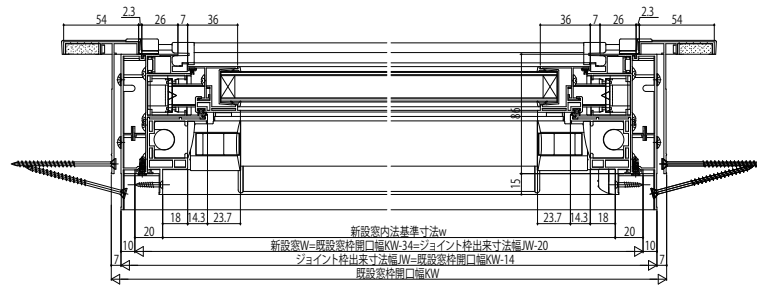 2.3 2.3
54 26 7 36 36 7 26 54
86
15
18 14.3 23.7 23.7 14.3 18
20 新設窓内法基準寸法w 20
10 新設窓W=既設窓枠開口幅KW-34=ジョイント枠出来寸法幅JW-20 10
7 ジョイント枠出来寸法幅JW=既設窓枠開口幅KW-14 7
既設窓枠開口幅KW